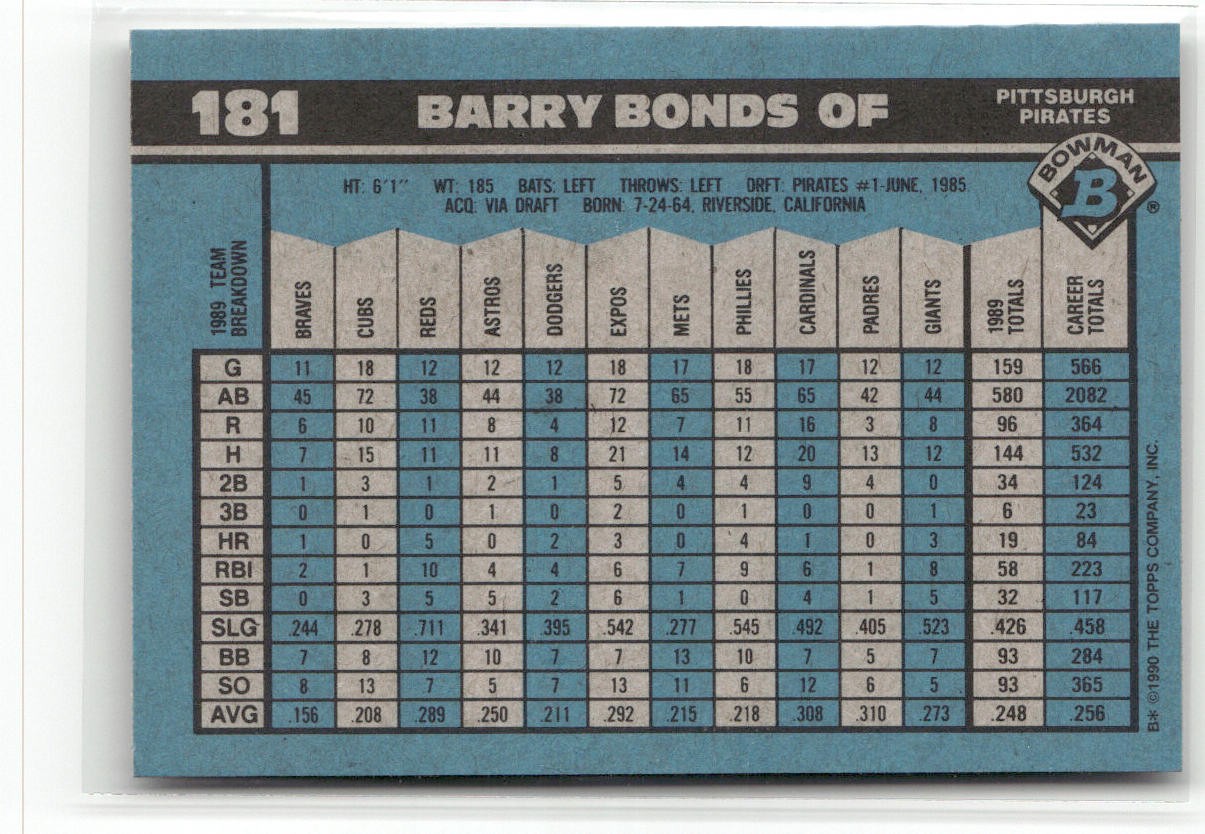 181 BARRY BONDS OF PITTSBURGH
PIRATES
BOWMAN
B
®
HT: 6'1" WT: 185 BATS: LEFT THROWS: LEFT DRFT: PIRATES #1-JUNE, 1985
ACQ: VIA DRAFT BORN: 7-24-64, RIVERSIDE, CALIFORNIA
1989 TEAM BREAKDOWN BRAVES CUBS REDS ASTROS DODGERS EXPOS METS PHILLIES CARDINALS PADRES GIANTS 1989 TOTALS CAREER TOTALS
G 11 18 12 12 12 18 17 18 17 12 12 159 566
AB 45 72 38 44 38 72 65 55 65 42 44 580 2082
R 6 10 11 8 4 12 7 11 16 3 8 96 364
H 7 15 11 11 8 21 14 12 20 13 12 144 532
2B 1 3 1 2 1 5 4 4 9 4 0 34 124
3B 0 1 0 1 0 2 0 1 0 0 1 6 23
HR 1 0 5 0 2 3 0 4 1 0 3 19 84
RBI 2 1 10 4 4 6 7 9 6 1 8 58 223
SB 0 3 5 5 2 6 1 0 4 1 5 32 117
SLG .244 .278 .711 .341 .395 .542 .277 .545 .492 .405 .523 .426 .458
BB 7 8 12 10 7 7 13 10 7 5 7 93 284
SO 8 13 7 5 7 13 11 6 12 6 5 93 365
AVG .156 .208 .289 .250 .211 .292 .215 .218 .308 .310 .273 .248 .256
B* ©1990 THE TOPPS COMPANY, INC.